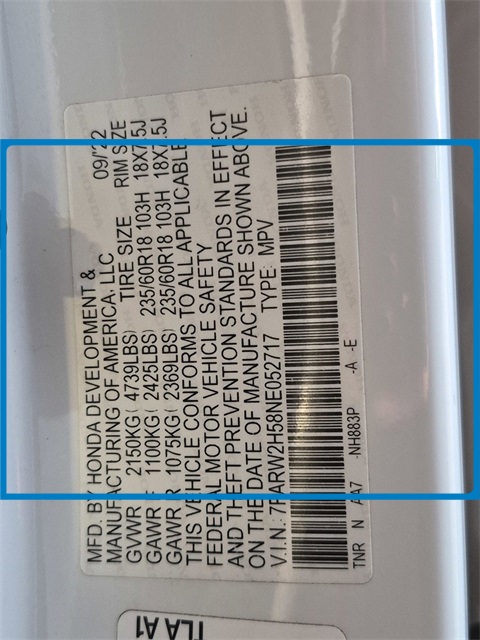 MFD. BY HONDA DEVELOPMENT & 09/22
MANUFACTURING OF AMERICA, LLC
TIRE SIZE RIM SIZE
GVWR 2150KG ( 4739LBS)
GAWR F 1100KG ( 2425LBS) 235/60R18 103H 18X7.5J
GAWR R 1075KG ( 2369LBS) 235/60R18 103H 18X7.5J
THIS VEHICLE CONFORMS TO ALL APPLICABLE
FEDERAL MOTOR VEHICLE SAFETY
AND THEFT PREVENTION STANDARDS IN EFFECT
ON THE DATE OF MANUFACTURE SHOWN ABOVE.
V.I.N.: 7FARW2H58NE052717 TYPE: MPV
TNR N A A7 -NH883P -A -E
TLA A1